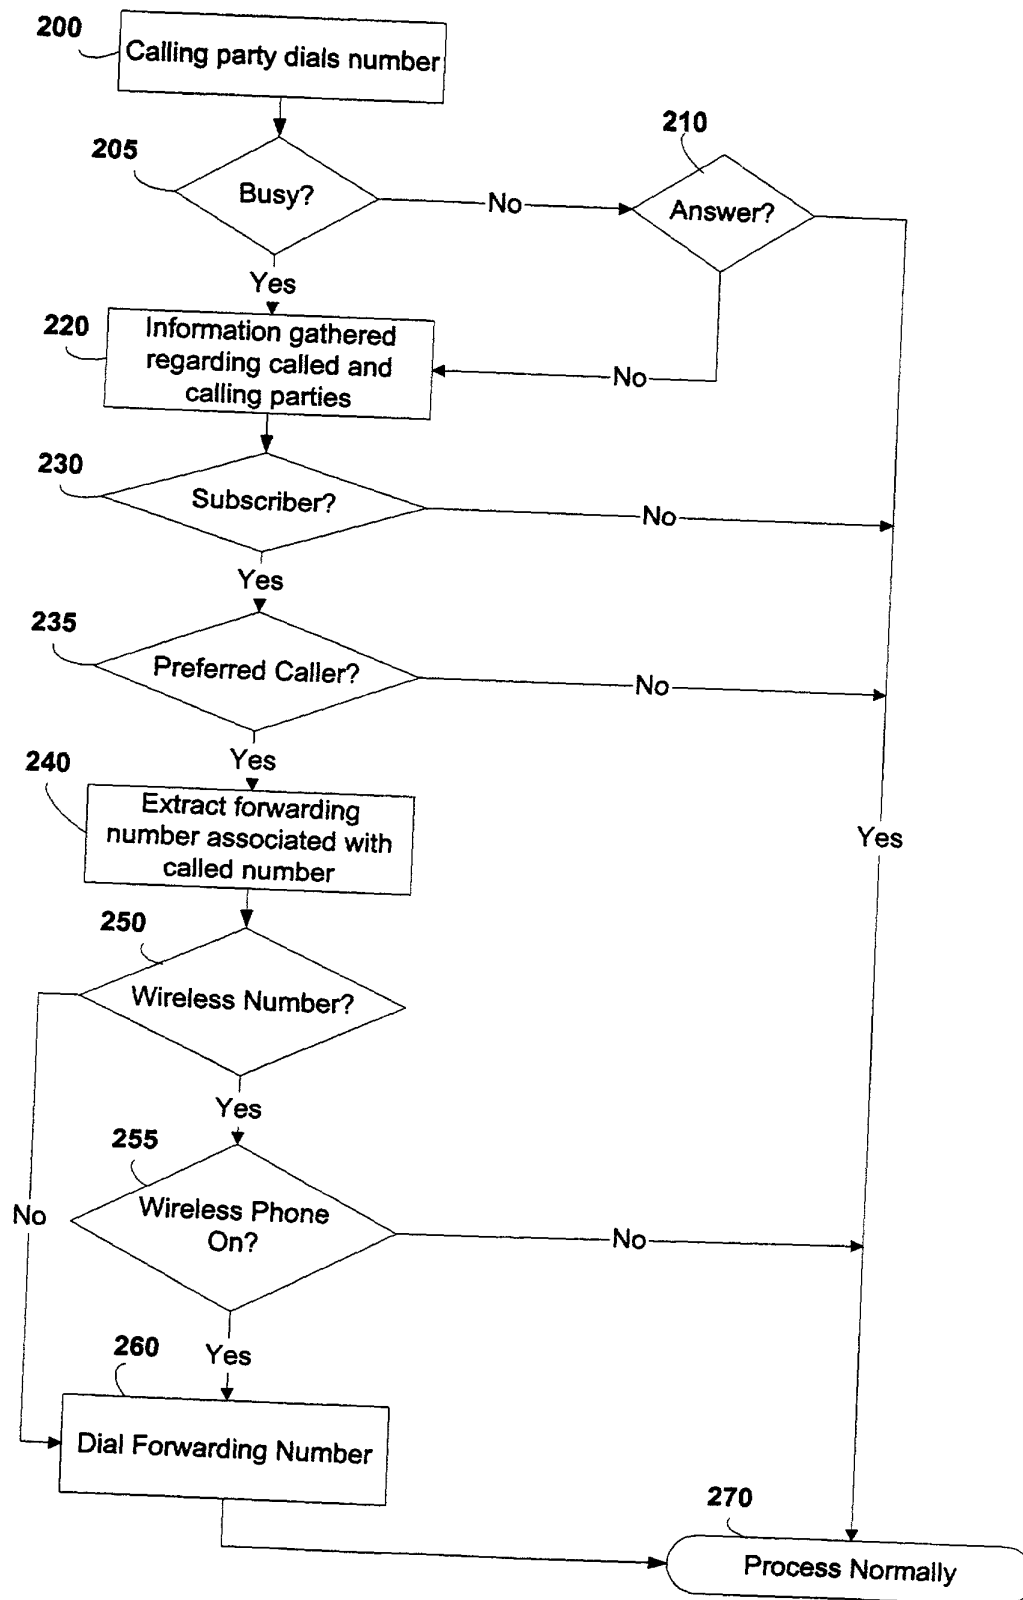 200
Calling party dials number
205
Busy?
No
210
Answer?
Yes
220
Information gathered
regarding called and
calling parties
No
230
Subscriber?
No
Yes
235
Preferred Caller?
No
Yes
240
Extract forwarding
number associated with
called number
Yes
250
Wireless Number?
Yes
255
Wireless Phone
On?
No
No
Yes
260
Dial Forwarding Number
270
Process Normally